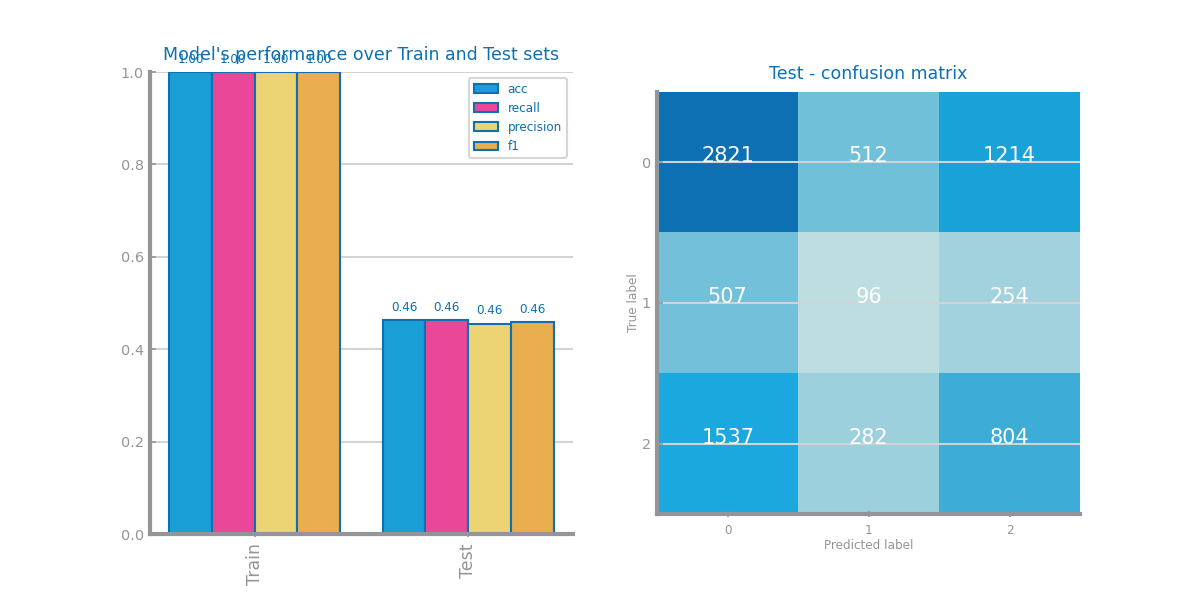 Model's performance over Train and Test sets
1.00 1.00 1.00 1.00
1.0
0.8
0.6
0.4
0.2
0.0
acc
recall
precision
f1
0.46 0.46 0.46 0.46
Train Test
Test - confusion matrix
True label
0 2821 512 1214
1 507 96 254
2 1537 282 804
0 1 2
Predicted label